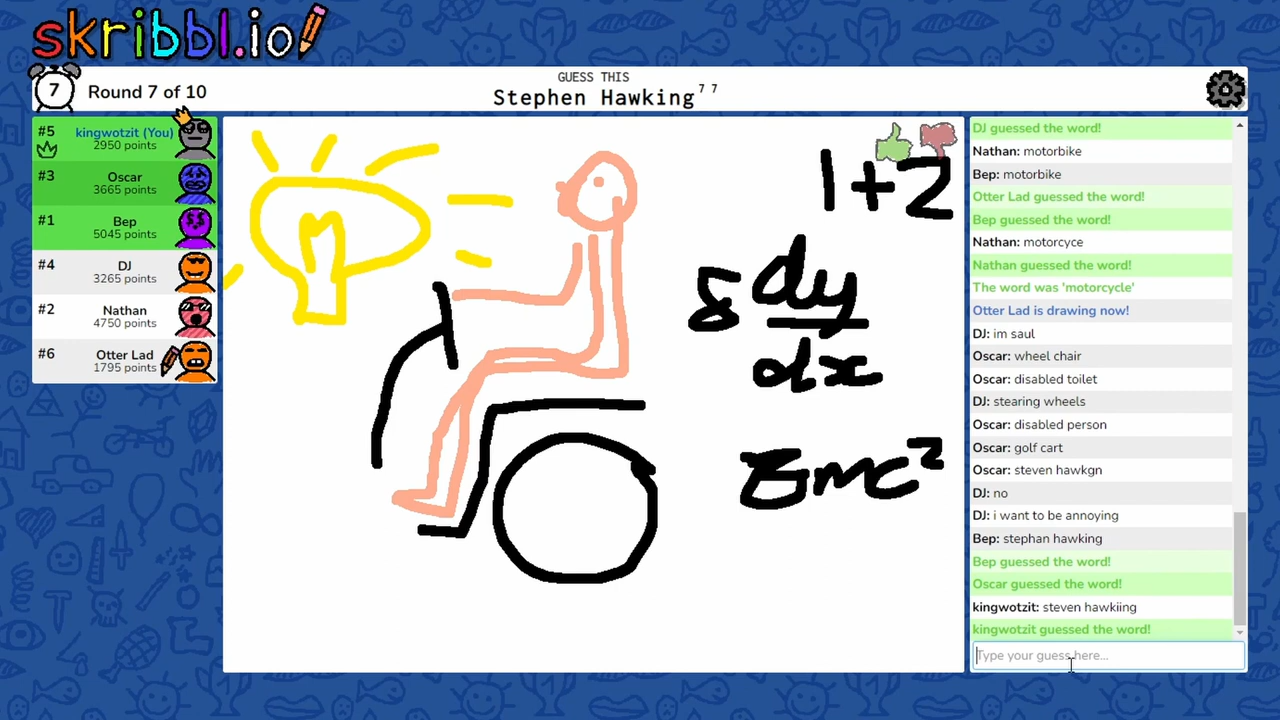 skribbl.io
7
Round 7 of 10
GUESS THIS
Stephen Hawking 7 7
#5 kingwotzit (You)
2950 points
#3 Oscar
3665 points
#1 Bep
5045 points
#4 DJ
3265 points
#2 Nathan
4750 points
#6 Otter Lad
1795 points
1+2
δ dy
dx
Σmc²
DJ guessed the word!
Nathan: motorbike
Bep: motorbike
Otter Lad guessed the word!
Bep guessed the word!
Nathan: motorcyce
Nathan guessed the word!
The word was 'motorcycle'
Otter Lad is drawing now!
DJ: im saul
Oscar: wheel chair
Oscar: disabled toilet
DJ: stearing wheels
Oscar: disabled person
Oscar: golf cart
Oscar: steven hawkgn
DJ: no
DJ: i want to be annoying
Bep: stephan hawking
Bep guessed the word!
Oscar guessed the word!
kingwotzit: steven hawkiing
kingwotzit guessed the word!
Type your guess here...